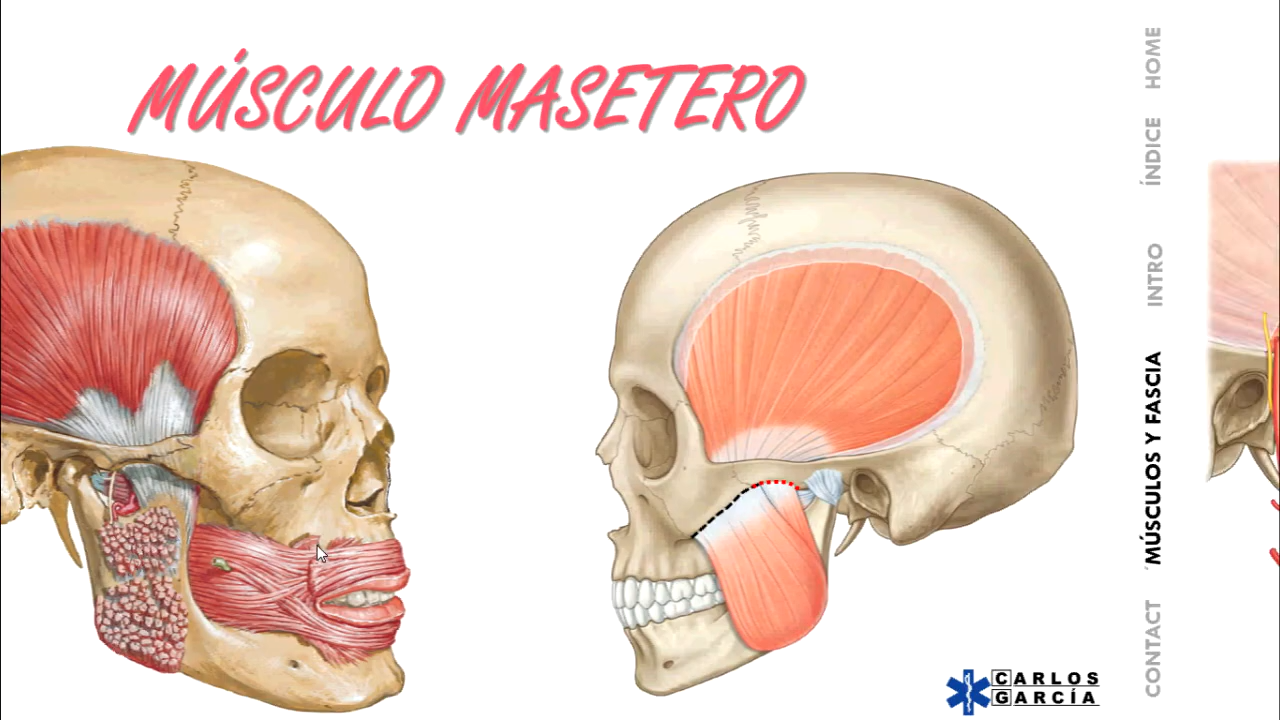 MÚSCULO MASETERO
HOME
ÍNDICE
INTRO
MÚSCULOS Y FASCIA
CONTACT
CARLOS
GARCÍA